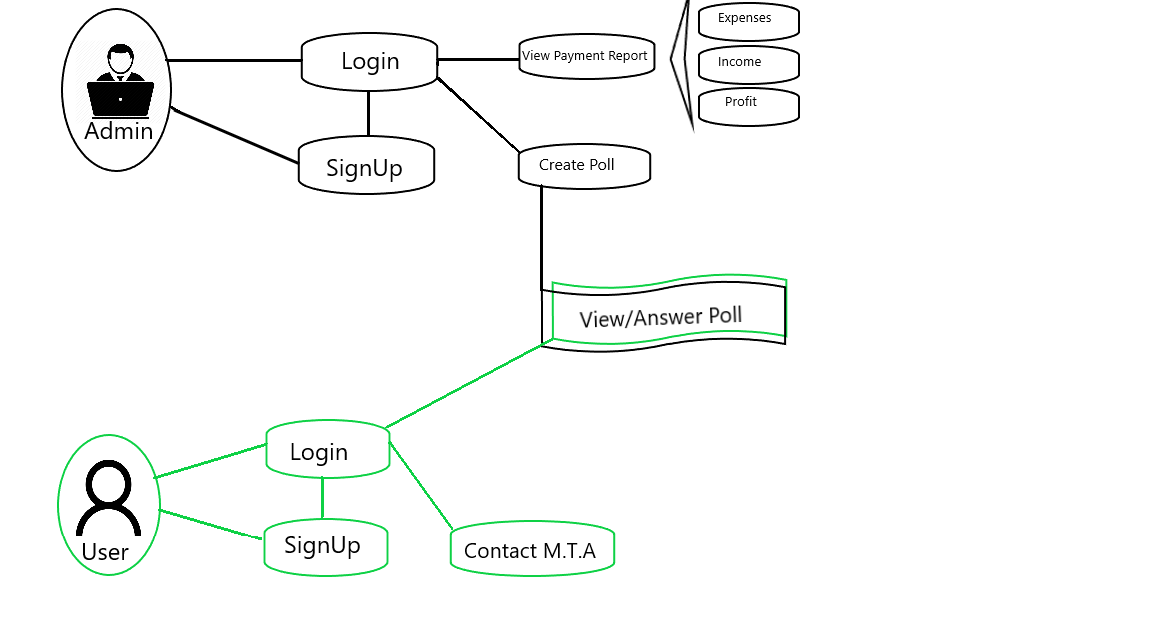 Expenses
View Payment Report
Login
Income
Profit
Admin
SignUp
Create Poll
View/Answer Poll
Login
User
SignUp
Contact M.T.A